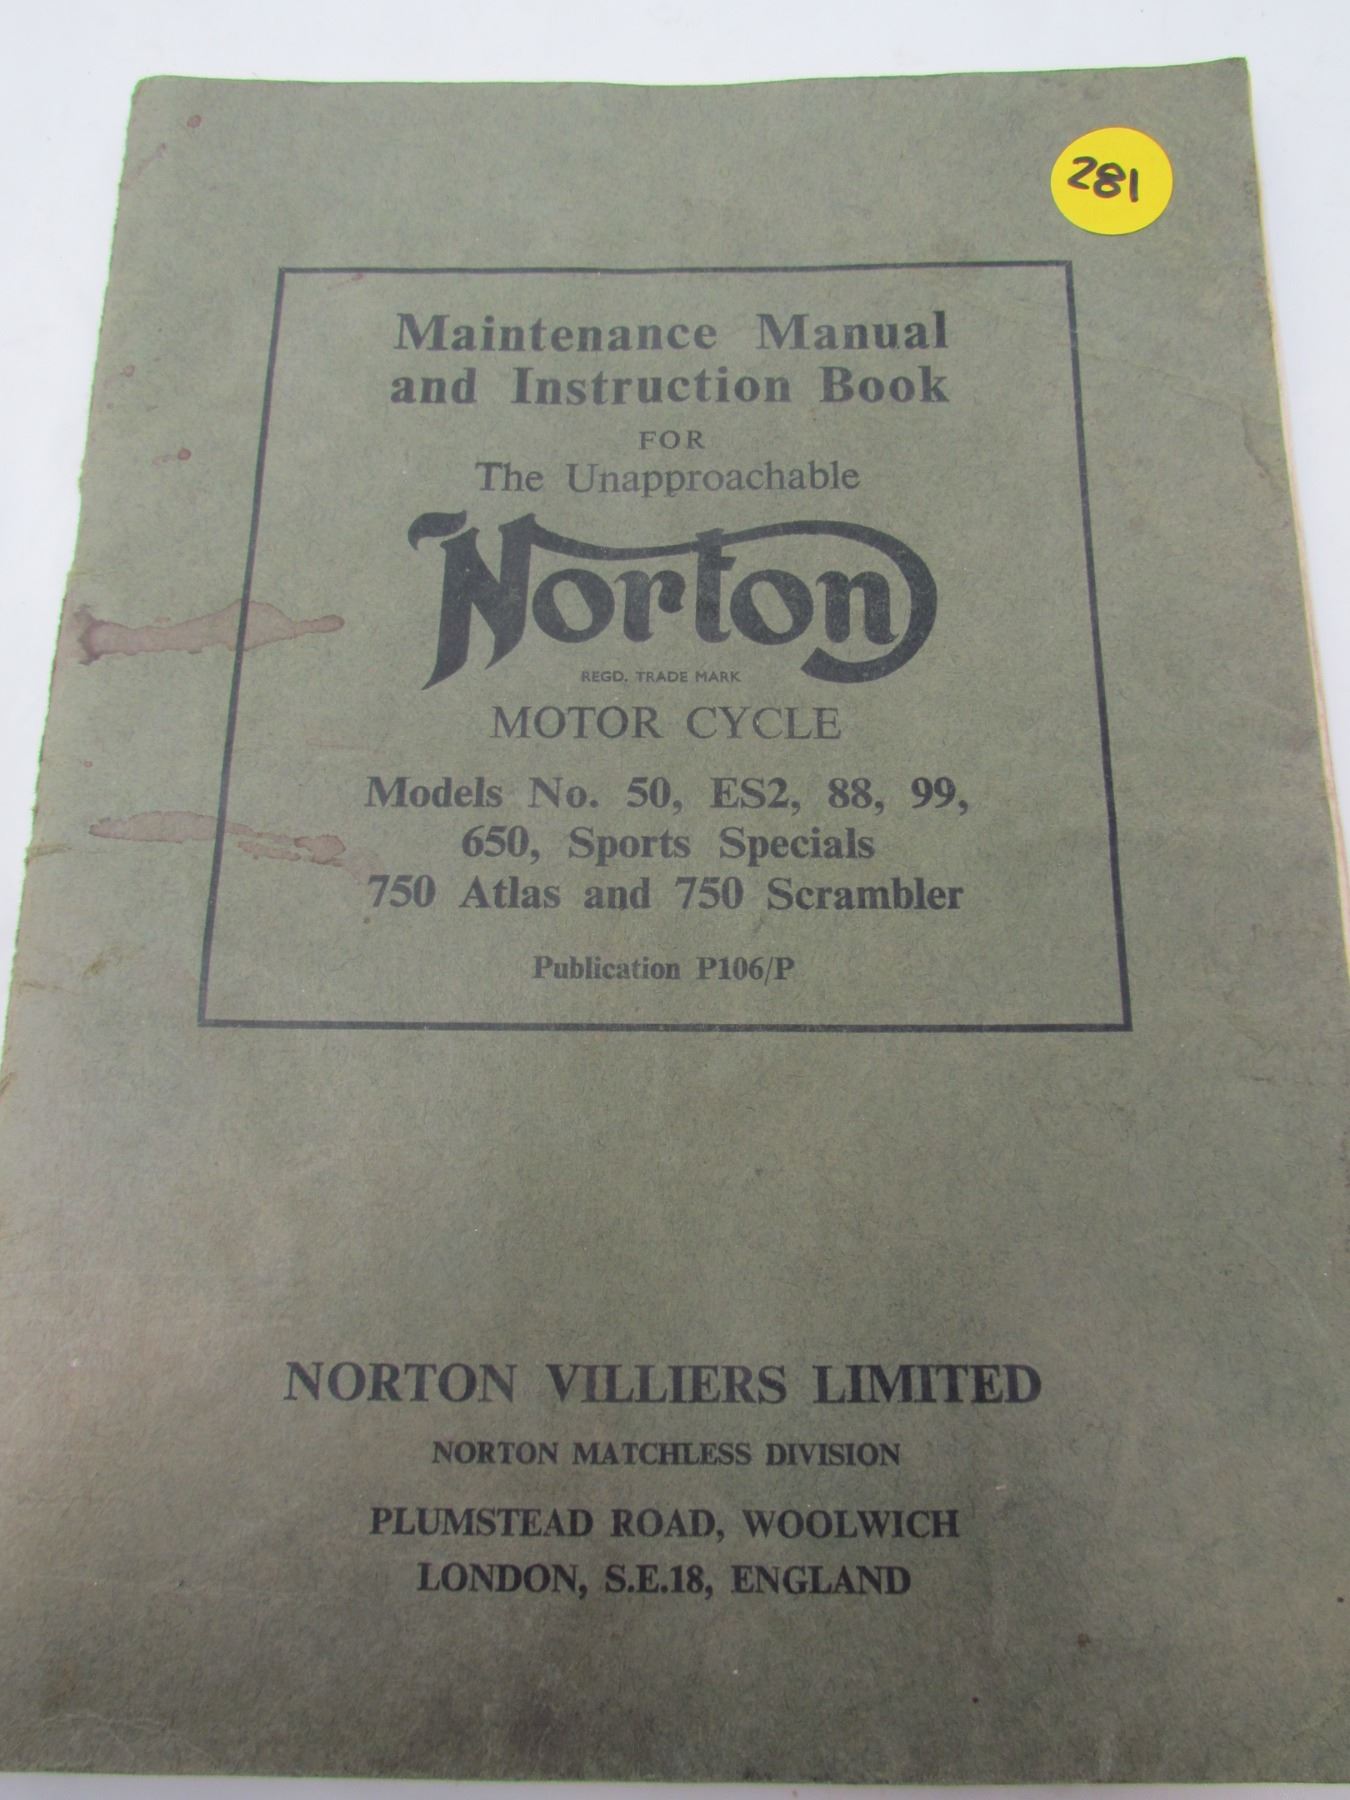 281
Maintenance Manual
and Instruction Book
FOR
The Unapproachable
Norton
REGD. TRADE MARK
MOTOR CYCLE
Models No. 50, ES2, 88, 99,
650, Sports Specials
750 Atlas and 750 Scrambler
Publication P106/P
NORTON VILLIERS LIMITED
NORTON MATCHLESS DIVISION
PLUMSTEAD ROAD, WOOLWICH
LONDON, S.E.18, ENGLAND